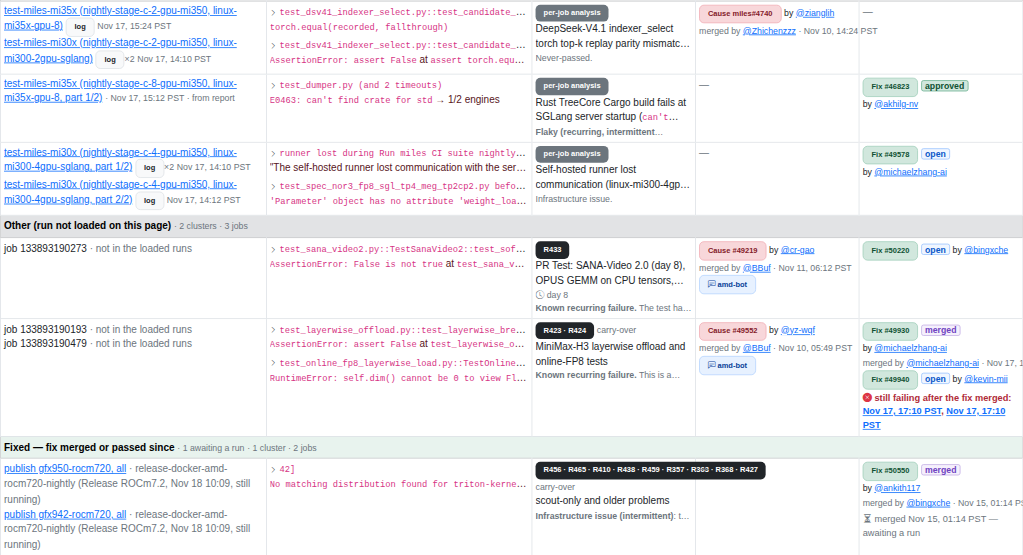 test-miles-mi35x (nightly-stage-c-2-gpu-mi350, linux-
mi35x-gpu-8) log Nov 17, 15:24 PST
test-miles-mi30x (nightly-stage-c-2-gpu-mi350, linux-
mi300-2gpu-sglang) log ×2 Nov 17, 14:10 PST
test_dsv41_indexer_select.py::test_candidate_…
torch.equal(recorded, fallthrough)
test_dsv41_indexer_select.py::test_candidate_…
AssertionError: assert False at assert torch.equ…
per-job analysis
DeepSeek-V4.1 indexer_select
torch top-k replay parity mismatc…
Never-passed.
Cause miles#4740 by @zianglih
merged by @Zhichenzzz · Nov 10, 14:24 PST
—
test-miles-mi35x (nightly-stage-c-8-gpu-mi350, linux-
mi35x-gpu-8, part 1/2) · Nov 17, 15:12 PST · from report
test_dumper.py (and 2 timeouts)
E0463: can't find crate for std → 1/2 engines
per-job analysis
Rust TreeCore Cargo build fails at
SGLang server startup (can't…
Flaky (recurring, intermittent…
—
Fix #46823 approved
by @akhilg-nv
test-miles-mi30x (nightly-stage-c-4-gpu-mi350, linux-
mi300-4gpu-sglang, part 1/2) log ×2 Nov 17, 14:10 PST
test-miles-mi30x (nightly-stage-c-4-gpu-mi350, linux-
mi300-4gpu-sglang, part 2/2) log Nov 17, 14:12 PST
runner lost during Run miles CI suite nightly…
"The self-hosted runner lost communication with the ser…
test_spec_nor3_fp8_sgl_tp4_meg_tp2cp2.py befo…
'Parameter' object has no attribute 'weight_loa…
per-job analysis
Self-hosted runner lost
communication (linux-mi300-4gp…
Infrastructure issue.
—
Fix #49578 open
by @michaelzhang-ai
Other (run not loaded on this page) · 2 clusters · 3 jobs
job 133893190273 · not in the loaded runs
test_sana_video2.py::TestSanaVideo2::test_sof…
AssertionError: False is not true at test_sana_v…
R433
PR Test: SANA-Video 2.0 (day 8),
OPUS GEMM on CPU tensors,…
day 8
Known recurring failure. The test ha…
Cause #49219 by @cr-gao
merged by @BBuf · Nov 11, 06:12 PST
amd-bot
Fix #50220 open by @bingxche
job 133893190193 · not in the loaded runs
job 133893190479 · not in the loaded runs
test_layerwise_offload.py::test_layerwise_bre…
AssertionError: assert False at test_layerwise_o…
test_online_fp8_layerwise_load.py::TestOnline…
RuntimeError: self.dim() cannot be 0 to view Fl…
R423 · R424 carry-over
MiniMax-H3 layerwise offload and
online-FP8 tests
Known recurring failure. This is a…
Cause #49552 by @yz-wqf
merged by @BBuf · Nov 10, 05:49 PST
amd-bot
Fix #49930 merged
by @michaelzhang-ai
merged by @michaelzhang-ai · Nov 17, 1
Fix #49940 open by @kevin-mii
still failing after the fix merged:
Nov 17, 17:10 PST, Nov 17, 17:10
PST
Fixed — fix merged or passed since · 1 awaiting a run · 1 cluster · 2 jobs
publish gfx950-rocm720, all · release-docker-amd-
rocm720-nightly (Release ROCm7.2, Nov 18 10:09, still
running)
publish gfx942-rocm720, all · release-docker-amd-
rocm720-nightly (Release ROCm7.2, Nov 18 10:09, still
running)
42]
No matching distribution found for triton-kerne…
R456 · R465 · R410 · R438 · R459 · R357 · R363 · R368 · R427
carry-over
scout-only and older problems
Infrastructure issue (intermittent): t…
Fix #50550 merged
by @ankith117
merged by @bingxche · Nov 15, 01:14 PS
merged Nov 15, 01:14 PST —
awaiting a run